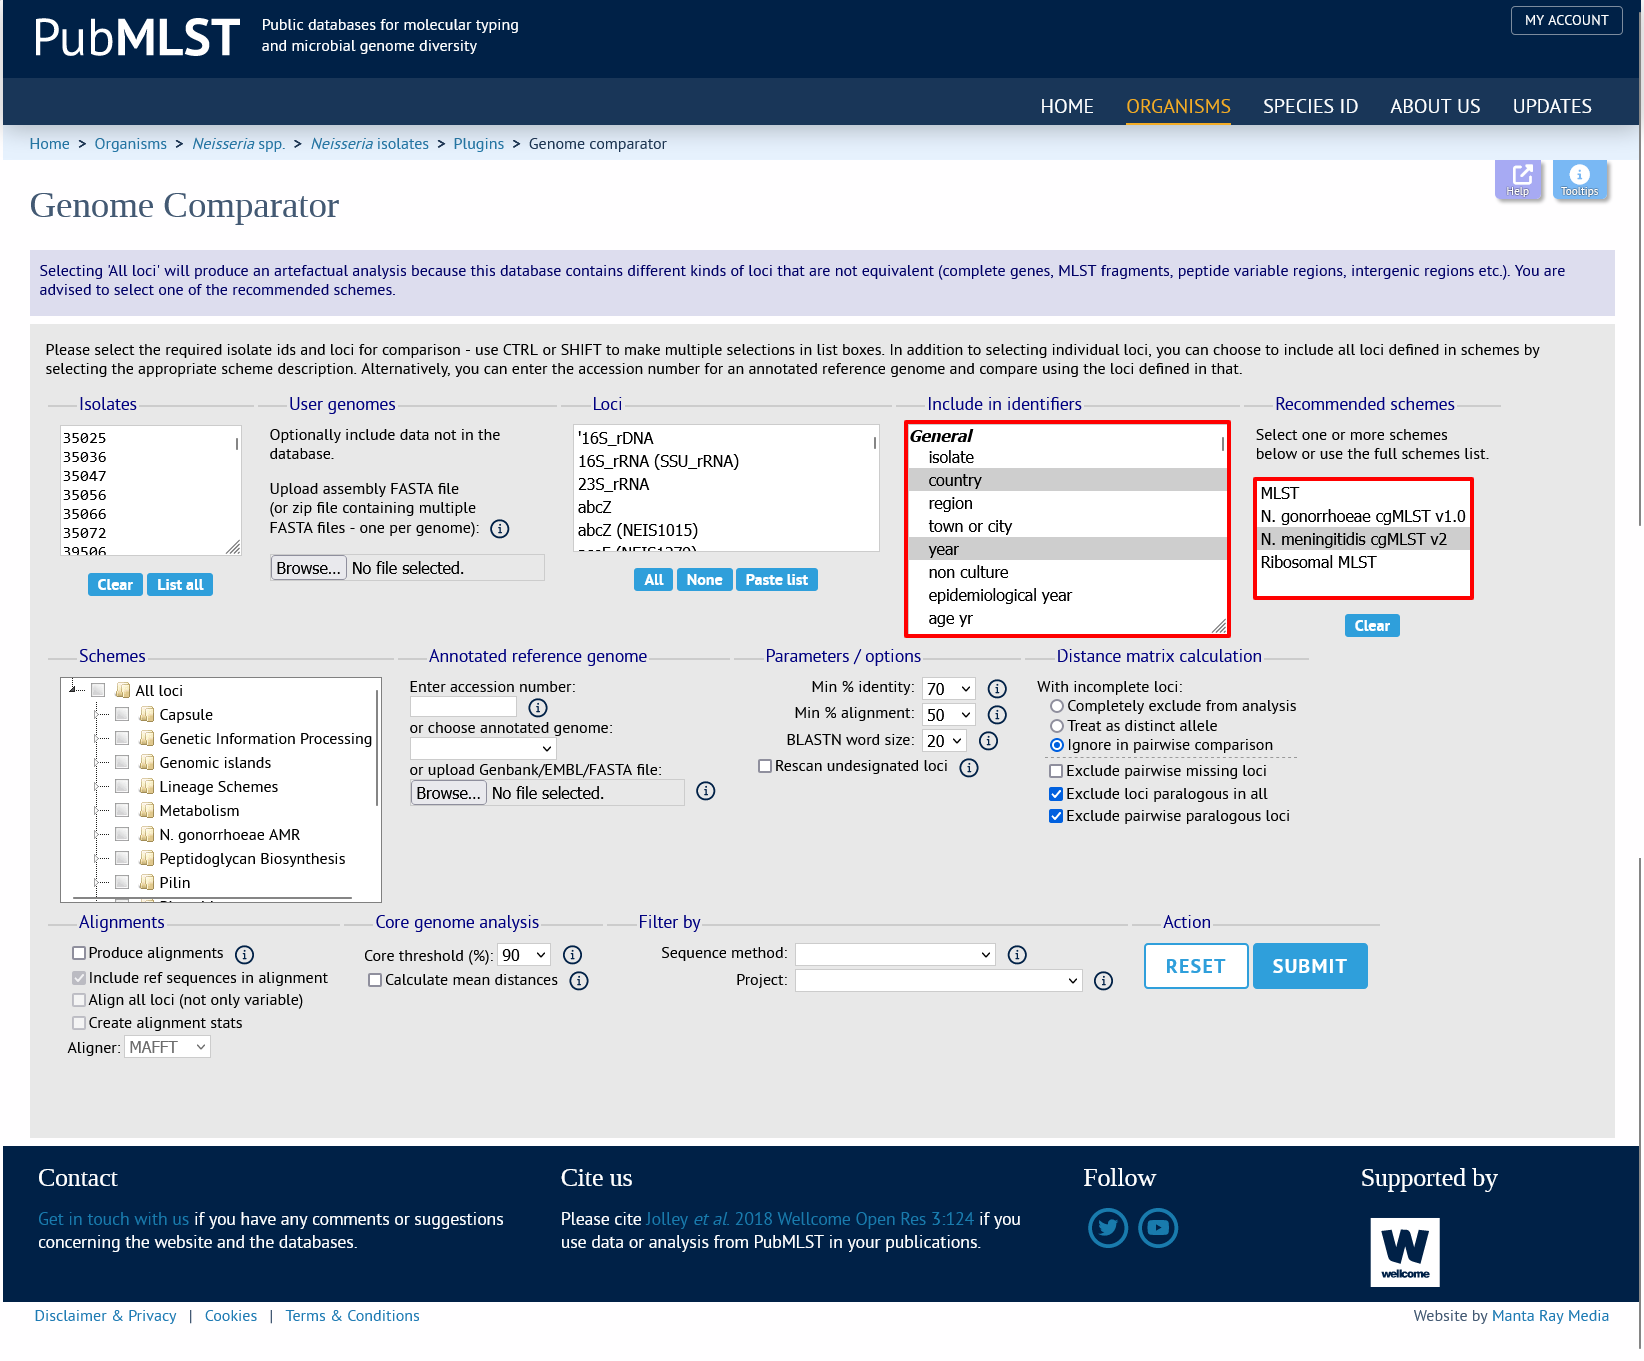 PubMLST
Public databases for molecular typing
and microbial genome diversity
MY ACCOUNT
HOME ORGANISMS SPECIES ID ABOUT US UPDATES
Home > Organisms > Neisseria spp. > Neisseria isolates > Plugins > Genome comparator
Help
Tooltips
Genome Comparator
Selecting 'All loci' will produce an artefactual analysis because this database contains different kinds of loci that are not equivalent (complete genes, MLST fragments, peptide variable regions, intergenic regions etc.). You are
advised to select one of the recommended schemes.
Please select the required isolate ids and loci for comparison - use CTRL or SHIFT to make multiple selections in list boxes. In addition to selecting individual loci, you can choose to include all loci defined in schemes by
selecting the appropriate scheme description. Alternatively, you can enter the accession number for an annotated reference genome and compare using the loci defined in that.
Isolates
35025
35036
35047
35056
35066
35072
39506
Clear List all
User genomes
Optionally include data not in the
database.
Upload assembly FASTA file
(or zip file containing multiple
FASTA files - one per genome):
Browse... No file selected.
Loci
'16S_rDNA
16S_rRNA (SSU_rRNA)
23S_rRNA
abcZ
abcZ (NEIS1015)
All None Paste list
Include in identifiers
General
isolate
country
region
town or city
year
non culture
epidemiological year
age yr
Recommended schemes
Select one or more schemes
below or use the full schemes list.
MLST
N. gonorrhoeae cgMLST v1.0
N. meningitidis cgMLST v2
Ribosomal MLST
Clear
Schemes
All loci
Capsule
Genetic Information Processing
Genomic islands
Lineage Schemes
Metabolism
N. gonorrhoeae AMR
Peptidoglycan Biosynthesis
Pilin
Annotated reference genome
Enter accession number:
or choose annotated genome:
or upload Genbank/EMBL/FASTA file:
Browse... No file selected.
Parameters / options
Min % identity: 70
Min % alignment: 50
BLASTN word size: 20
Rescan undesignated loci
Distance matrix calculation
With incomplete loci:
Completely exclude from analysis
Treat as distinct allele
Ignore in pairwise comparison
Exclude pairwise missing loci
Exclude loci paralogous in all
Exclude pairwise paralogous loci
Alignments
Produce alignments
Include ref sequences in alignment
Align all loci (not only variable)
Create alignment stats
Aligner: MAFFT
Core genome analysis
Core threshold (%): 90
Calculate mean distances
Filter by
Sequence method:
Project:
Action
RESET SUBMIT
Contact
Get in touch with us if you have any comments or suggestions
concerning the website and the databases.
Cite us
Please cite Jolley et al. 2018 Wellcome Open Res 3:124 if you
use data or analysis from PubMLST in your publications.
Follow
Supported by
W
wellcome
Disclaimer & Privacy | Cookies | Terms & Conditions
Website by Manta Ray Media